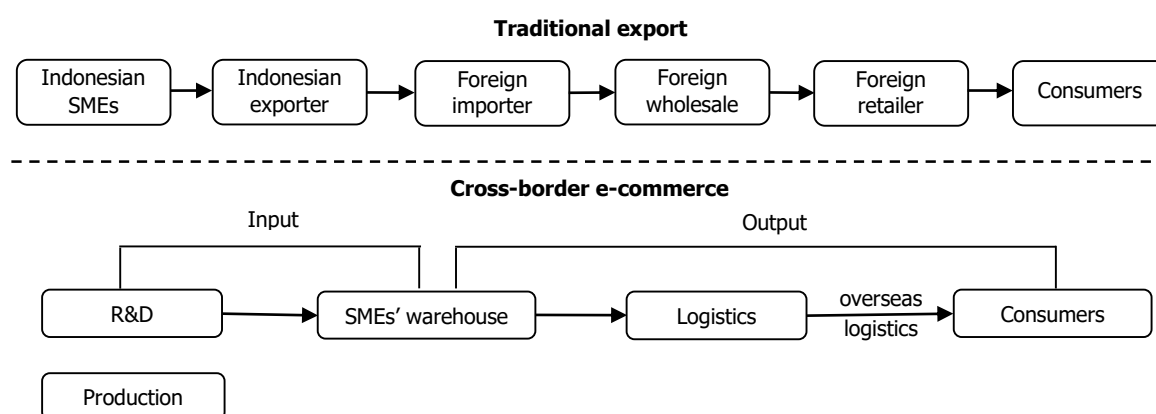 Traditional export
Indonesian
SMEs
Indonesian
exporter
Foreign
importer
Foreign
wholesale
Foreign
retailer
Consumers
Cross-border e-commerce
Input
Output
R&D
SMEs’ warehouse
Logistics
overseas
logistics
Consumers
Production